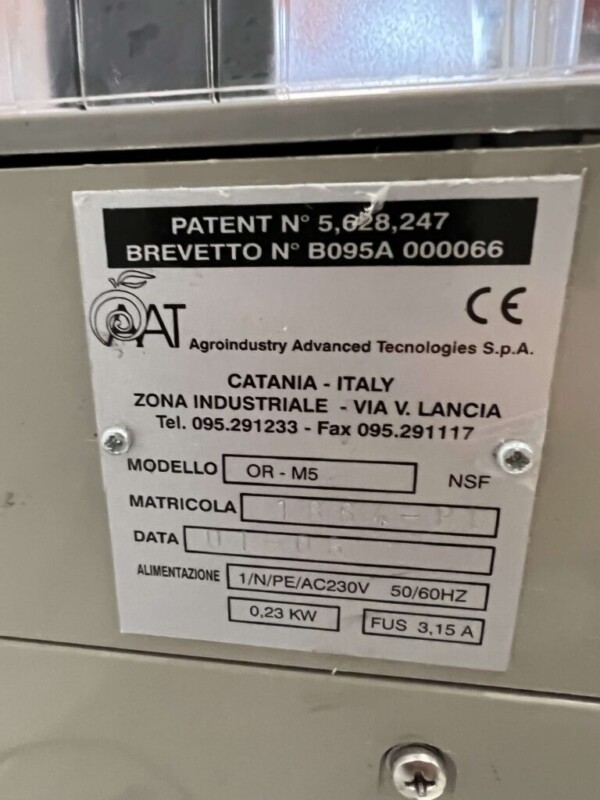 PATENT N° 5,628,247
BREVETTO N° B095A 000066
AAT Agroindustry Advanced Tecnologies S.p.A.
CE
CATANIA - ITALY
ZONA INDUSTRIALE - VIA V. LANCIA
Tel. 095.291233 - Fax 095.291117
MODELLO OR - M5 NSF
MATRICOLA
DATA
ALIMENTAZIONE 1/N/PE/AC230V 50/60HZ
0,23 KW FUS 3,15 A